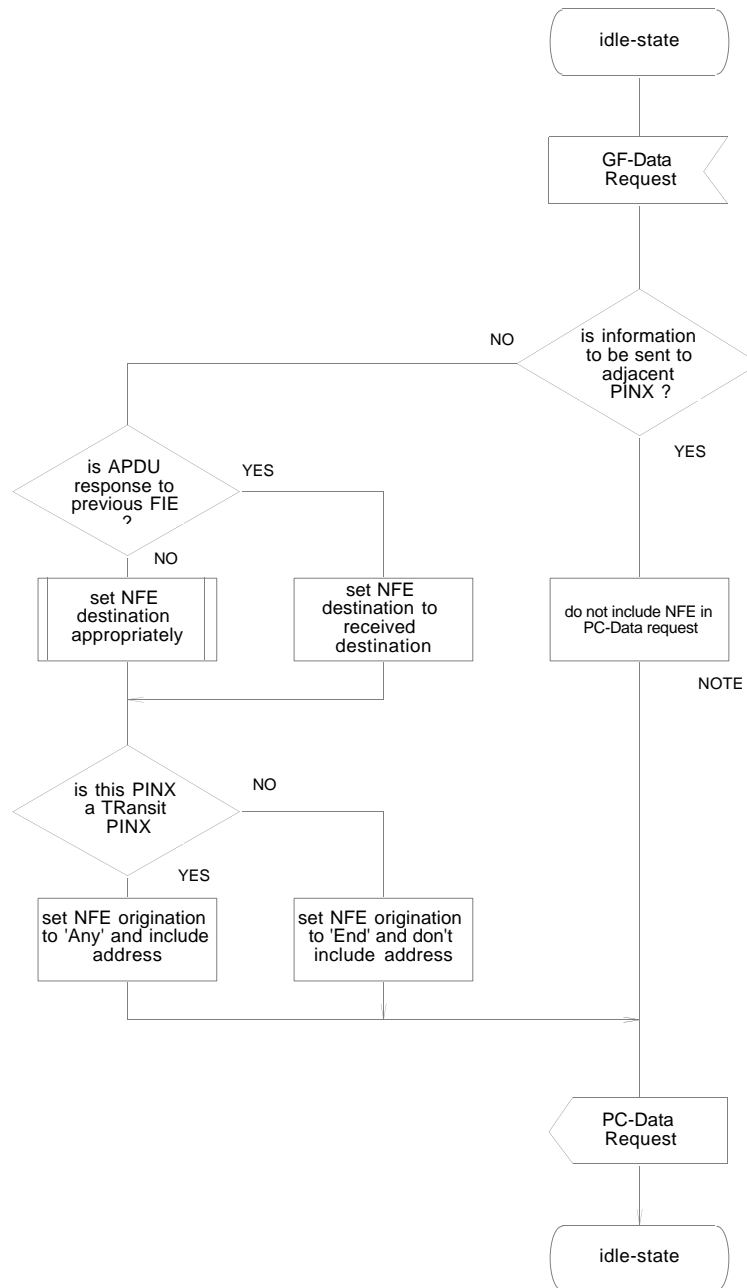 idle-state
GF-Data
Request
is information
to be sent to
adjacent
PINX ?
NO
YES
is APDU
response to
previous FIE
?
YES
NO
set NFE
destination
appropriately
set NFE
destination to
received
destination
do not include NFE in
PC-Data request
NOTE
is this PINX
a TRansit
PINX
NO
YES
set NFE origination
to 'Any' and include
address
set NFE origination
to 'End' and don't
include address
PC-Data
Request
idle-state